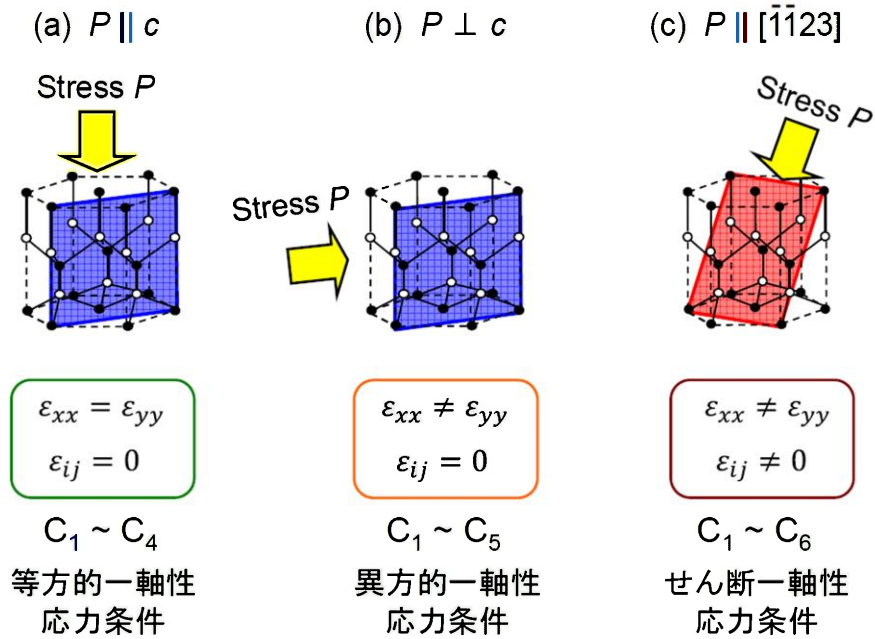 (a) P || c
Stress P
εxx = εyy
εij = 0
C1 ~ C4
等方的一軸性
応力条件
(b) P ⊥ c
Stress P
εxx ≠ εyy
εij = 0
C1 ~ C5
異方的一軸性
応力条件
(c) P || [1̄1̄23]
Stress P
εxx ≠ εyy
εij ≠ 0
C1 ~ C6
せん断一軸性
応力条件